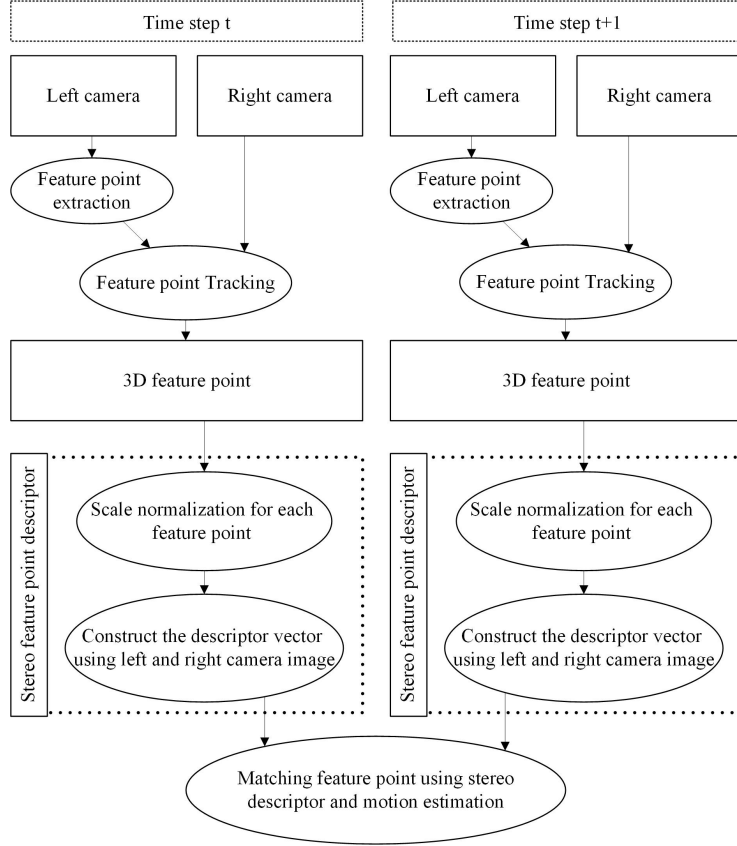 Time step t
Time step t+1
Left camera
Right camera
Left camera
Right camera
Feature point
extraction
Feature point
extraction
Feature point Tracking
Feature point Tracking
3D feature point
3D feature point
Stereo feature point descriptor
Scale normalization for each
feature point
Construct the descriptor vector
using left and right camera image
Stereo feature point descriptor
Scale normalization for each
feature point
Construct the descriptor vector
using left and right camera image
Matching feature point using stereo
descriptor and motion estimation